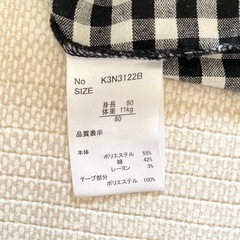 No K3N3122B
SIZE
身長 80
体重 11kg
80
品質表示
本体 ポリエステル 55%
綿 42%
レーヨン 3%
テープ部分
ポリエステル 100%